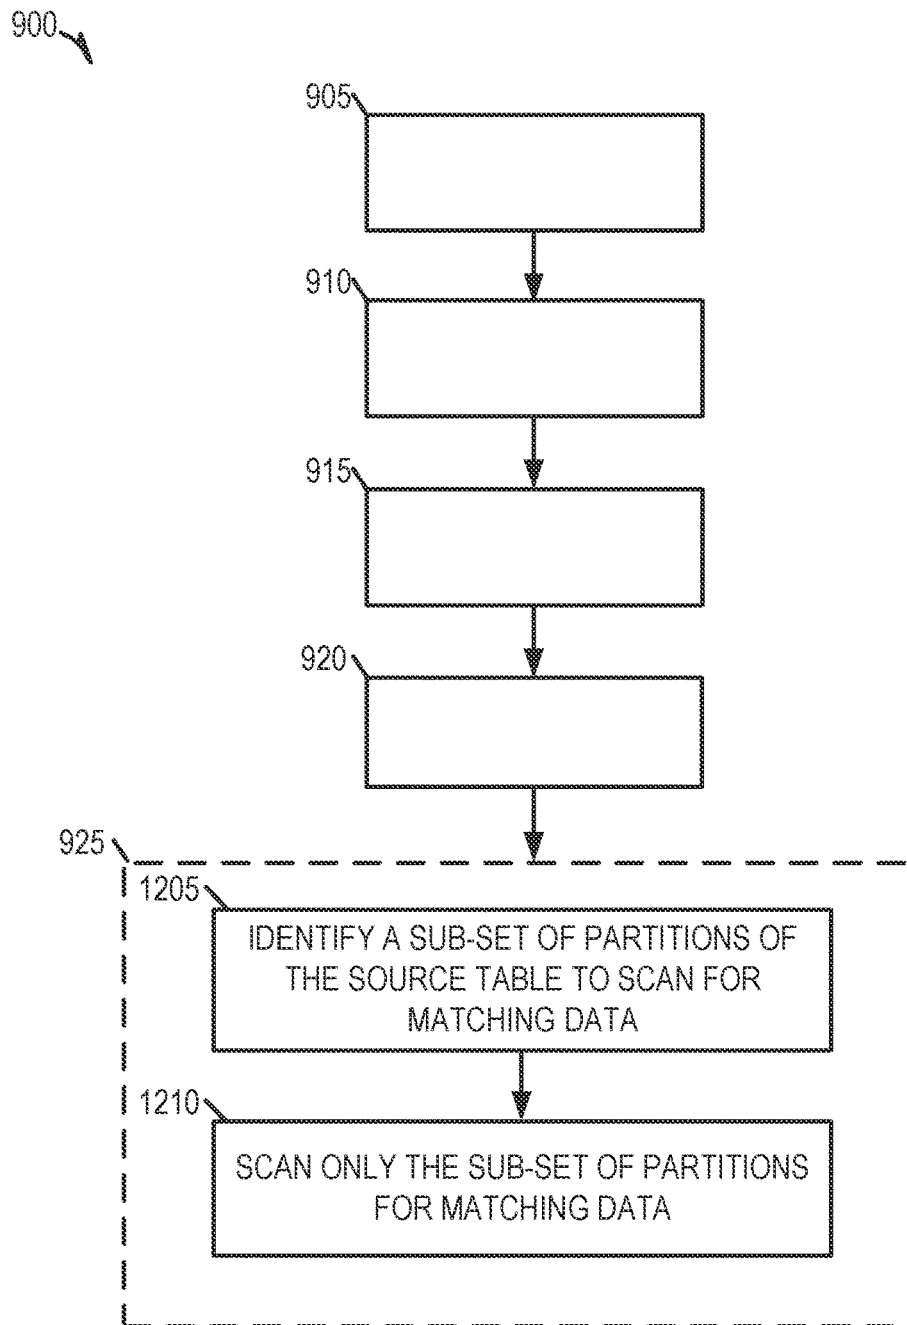 900
905
910
915
920
925
1205
IDENTIFY A SUB-SET OF PARTITIONS OF
THE SOURCE TABLE TO SCAN FOR
MATCHING DATA
1210
SCAN ONLY THE SUB-SET OF PARTITIONS
FOR MATCHING DATA